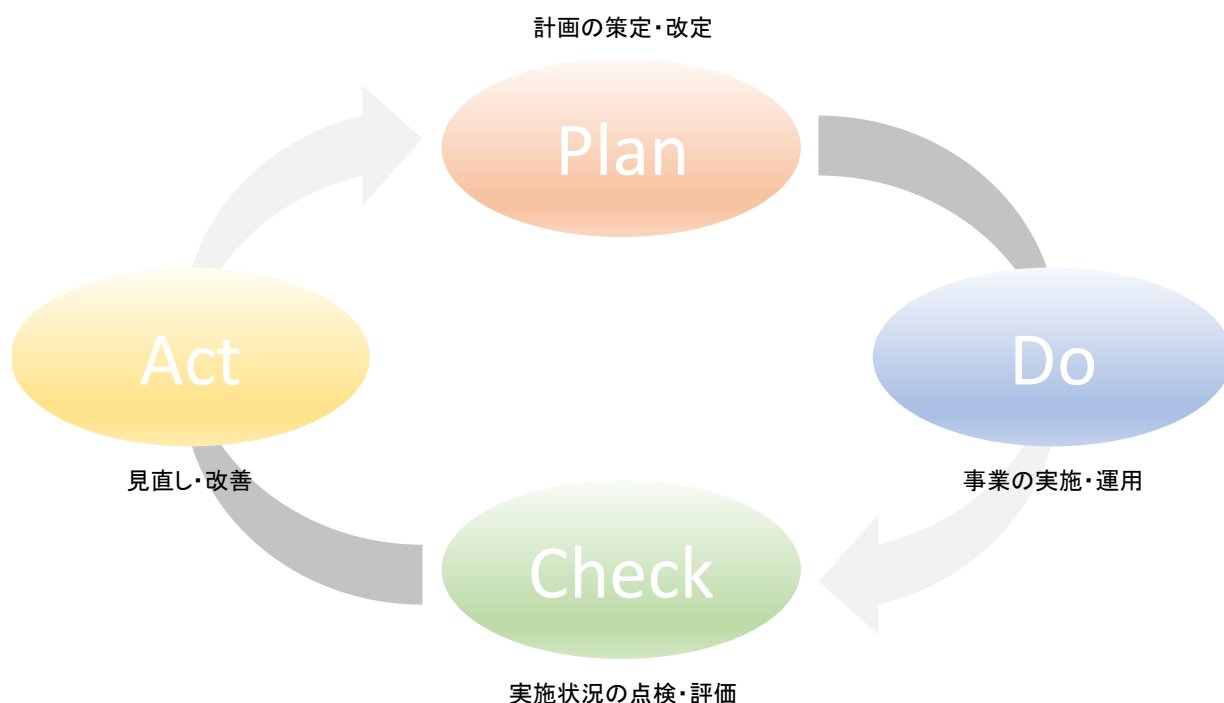 計画の策定・改定
Plan
Do
事業の実施・運用
Check
実施状況の点検・評価
Act
見直し・改善